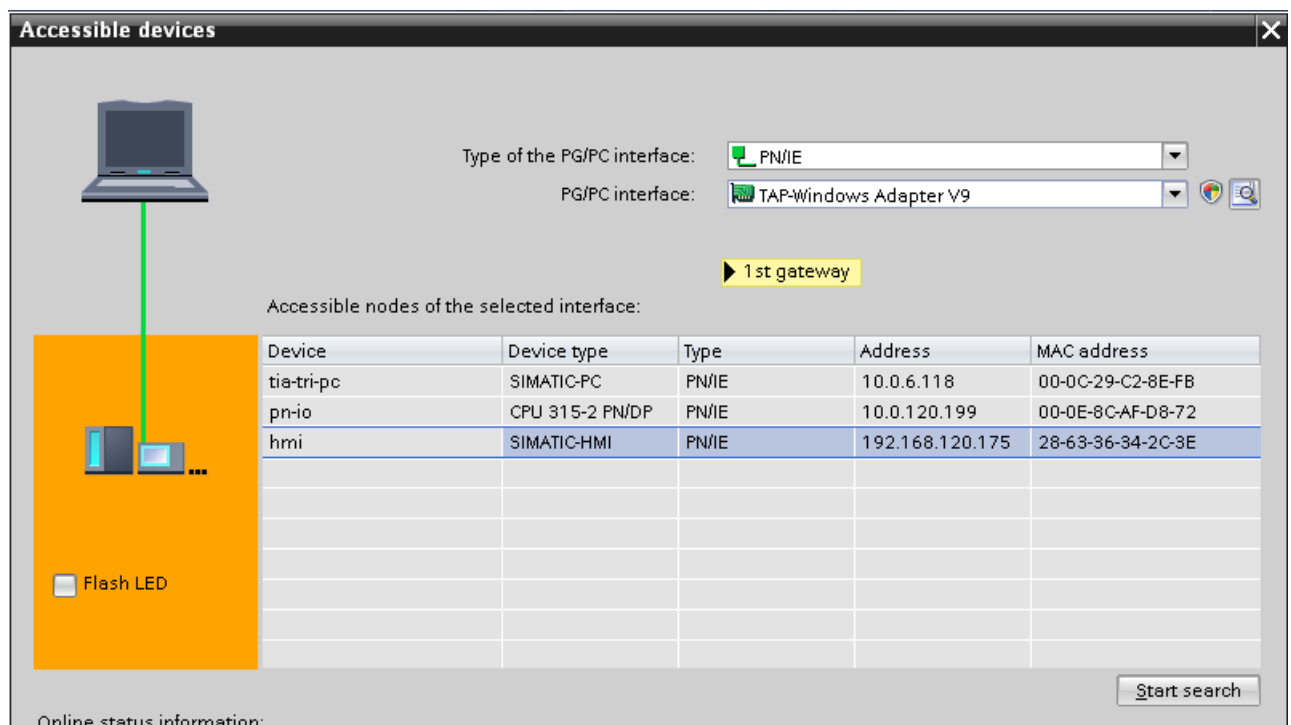 Accessible devices
Type of the PG/PC interface: PN/IE
PG/PC interface: TAP-Windows Adapter V9
1st gateway
Accessible nodes of the selected interface:
Device Device type Type Address MAC address
tia-tri-pc SIMATIC-PC PN/IE 10.0.6.118 00-0C-29-C2-8E-FB
pn-io CPU 315-2 PN/DP PN/IE 10.0.120.199 00-0E-8C-AF-D8-72
hmi SIMATIC-HMI PN/IE 192.168.120.175 28-63-36-34-2C-3E
...
Flash LED
Start search
Online status information: